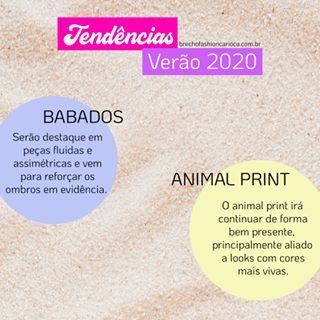 Tendências
brechofashioncarioca.com.br
Verão 2020
BABADOS
Serão destaque em
peças fluidas e
assimétricas e vem
para reforçar os
ombros em evidência.
ANIMAL PRINT
O animal print irá
continuar de forma
bem presente,
principalmente aliado
a looks com cores
mais vivas.